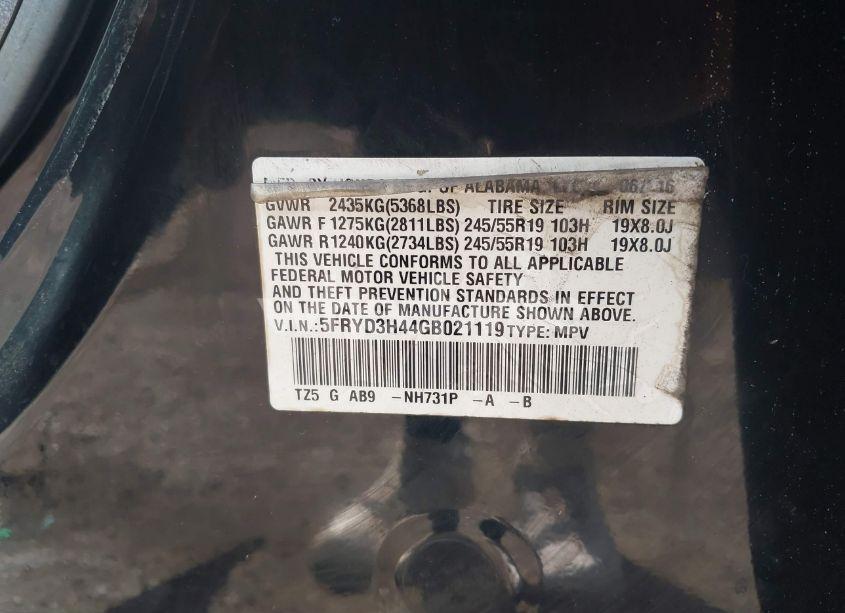 OF ALABAMA
GVWR 2435KG(5368LBS) TIRE SIZE RIM SIZE
GAWR F 1275KG(2811LBS) 245/55R19 103H 19X8.0J
GAWR R 1240KG(2734LBS) 245/55R19 103H 19X8.0J
THIS VEHICLE CONFORMS TO ALL APPLICABLE
FEDERAL MOTOR VEHICLE SAFETY
AND THEFT PREVENTION STANDARDS IN EFFECT
ON THE DATE OF MANUFACTURE SHOWN ABOVE.
V.I.N.:5FRYD3H44GB021119 TYPE: MPV
TZ5 G AB9 -NH731P -A -B